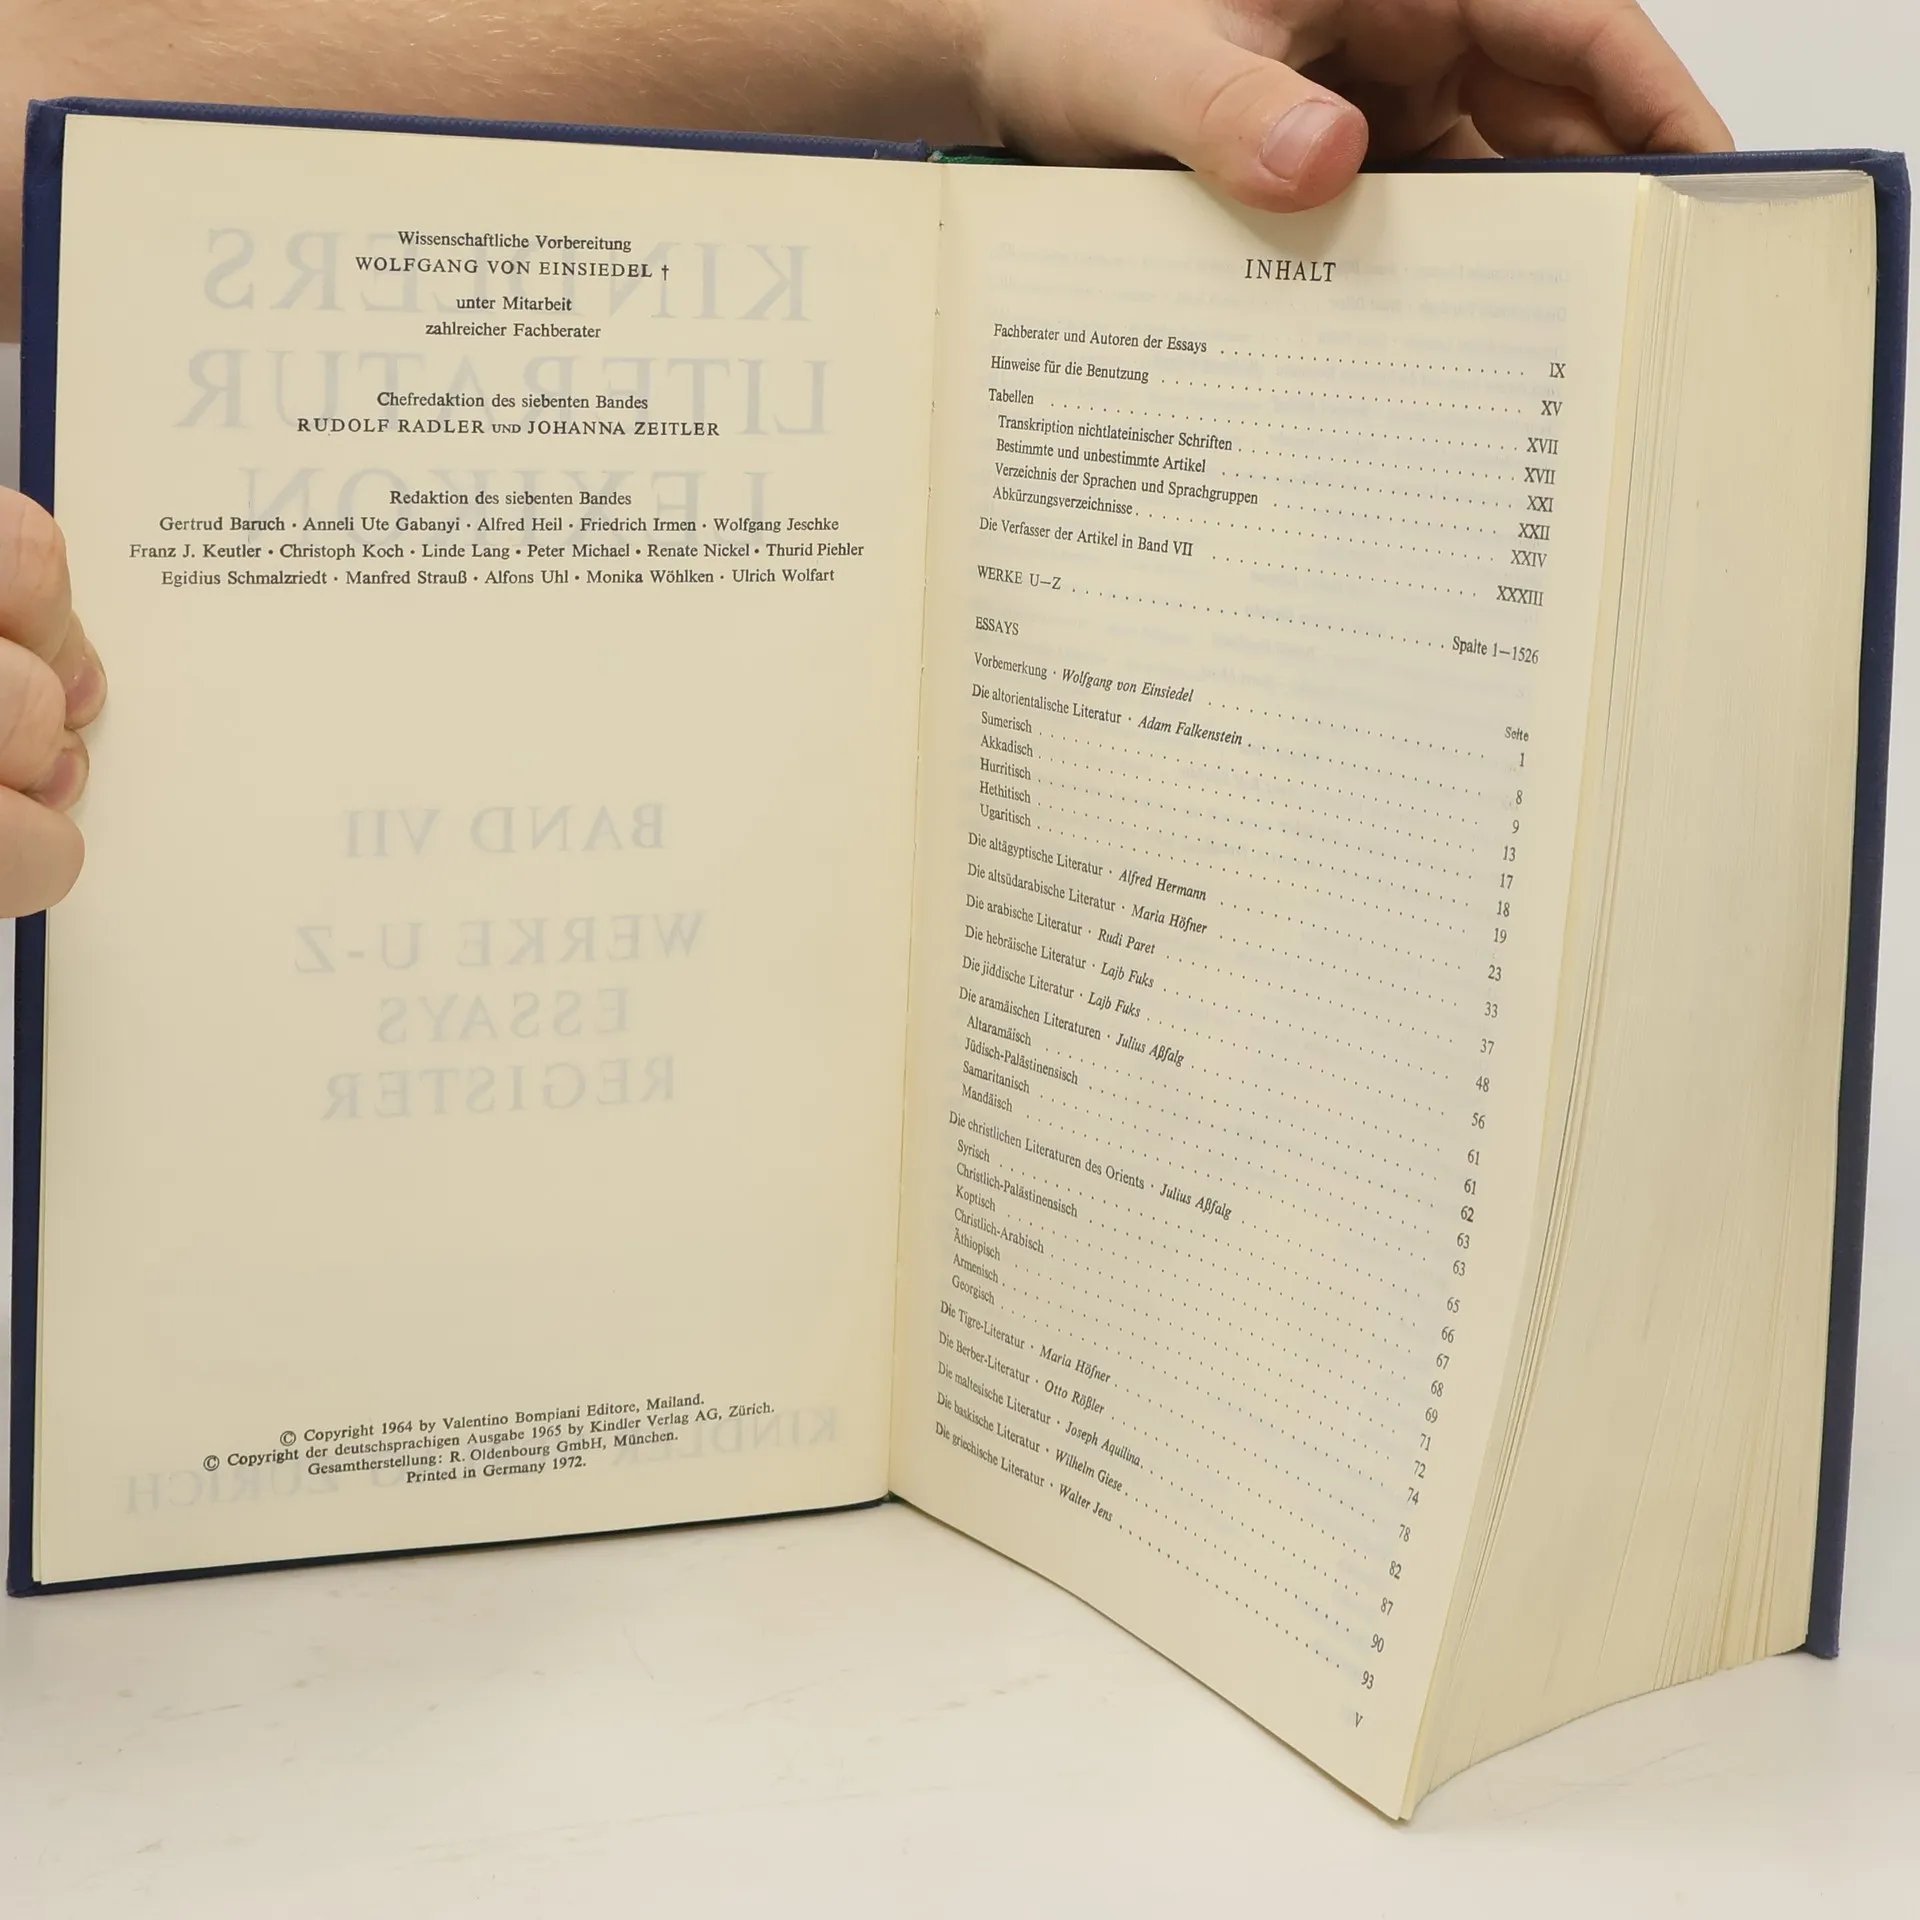 Wissenschaftliche Vorbereitung
WOLFGANG VON EINSIEDEL †
unter Mitarbeit
zahlreicher Fachberater
Chefredaktion des siebenten Bandes
RUDOLF RADLER UND JOHANNA ZEITLER
Redaktion des siebenten Bandes
Gertrud Baruch · Anneli Ute Gabanyi · Alfred Heil · Friedrich Irmen · Wolfgang Jeschke
Franz J. Keutler · Christoph Koch · Linde Lang · Peter Michael · Renate Nickel · Thurid Piehler
Egidius Schmalzriedt · Manfred Strauß · Alfons Uhl · Monika Wöhlken · Ulrich Wolfart
© Copyright 1964 by Valentino Bompiani Editore, Mailand.
© Copyright der deutschsprachigen Ausgabe 1965 by Kindler Verlag AG, Zürich.
Gesamtherstellung: R. Oldenbourg GmbH, München.
Printed in Germany 1972.
INHALT
Fachberater und Autoren der Essays . . . IX
Hinweise für die Benutzung . . . XV
Tabellen . . . XVII
Transkription nichtlateinischer Schriften . . . XVII
Bestimmte und unbestimmte Artikel . . . XXI
Verzeichnis der Sprachen und Sprachgruppen . . . XXII
Abkürzungsverzeichnisse . . . XXIV
Die Verfasser der Artikel in Band VII . . . XXXIII
WERKE U–Z . . . Spalte 1–1526
ESSAYS
Seite
Vorbemerkung · Wolfgang von Einsiedel . . . 1
Die altorientalische Literatur · Adam Falkenstein . . . 8
Sumerisch . . . 9
Akkadisch . . . 13
Hurritisch . . . 17
Hethitisch . . . 18
Ugaritisch . . . 19
Die altägyptische Literatur · Alfred Hermann . . . 23
Die altsüdarabische Literatur · Maria Höfner . . . 33
Die arabische Literatur · Rudi Paret . . . 37
Die hebräische Literatur · Lajb Fuks . . . 48
Die jiddische Literatur · Lajb Fuks . . . 56
Die aramäischen Literaturen · Julius Aßfalg . . . 61
Altaramäisch . . . 61
Jüdisch-Palästinensisch . . . 62
Samaritanisch . . . 63
Mandäisch . . . 63
Die christlichen Literaturen des Orients · Julius Aßfalg . . . 65
Syrisch . . . 66
Christlich-Palästinensisch . . . 67
Koptisch . . . 68
Christlich-Arabisch . . . 69
Äthiopisch . . . 71
Armenisch . . . 72
Georgisch . . . 74
Die Tigre-Literatur · Maria Höfner . . . 78
Die Berber-Literatur · Otto Rößler . . . 82
Die maltesische Literatur · Joseph Aquilina . . . 87
Die baskische Literatur · Wilhelm Giese . . . 90
Die griechische Literatur · Walter Jens . . . 93
V